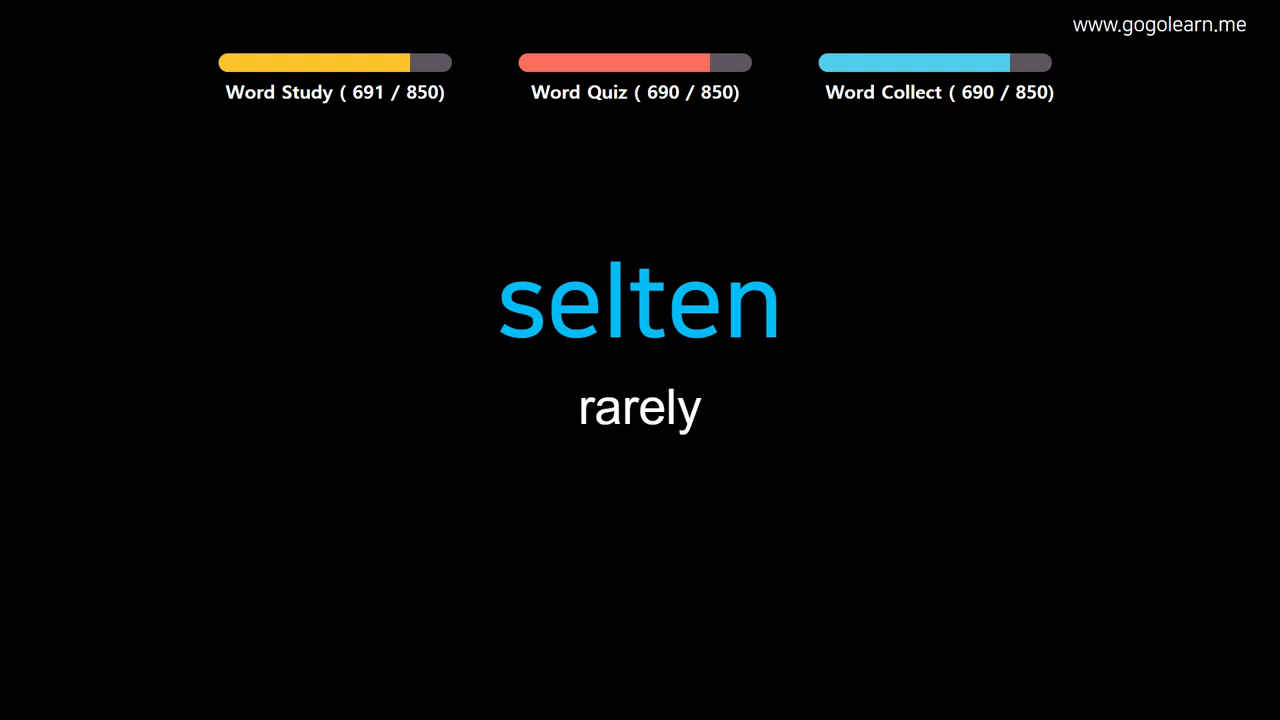 www.gogolearn.me
Word Study ( 691 / 850)
Word Quiz ( 690 / 850)
Word Collect ( 690 / 850)
selten
rarely